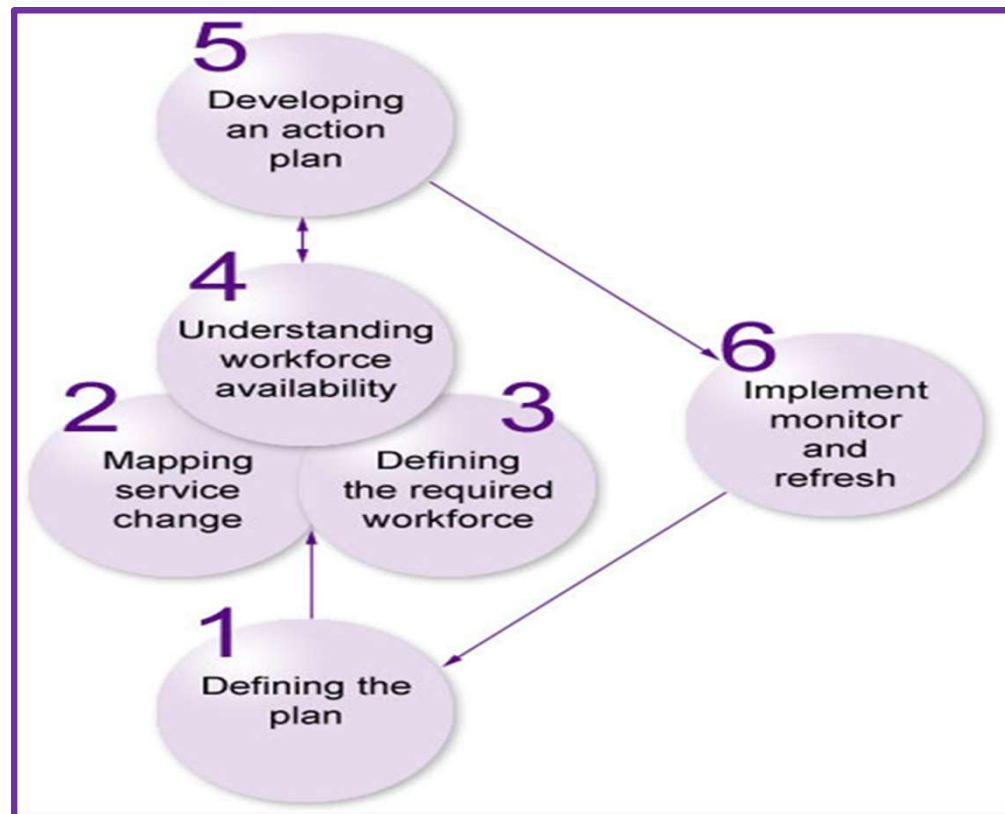 5
Developing
an action
plan
4
Understanding
workforce
availability
2
Mapping
service
change
3
Defining
the required
workforce
6
Implement
monitor
and
refresh
1
Defining the
plan